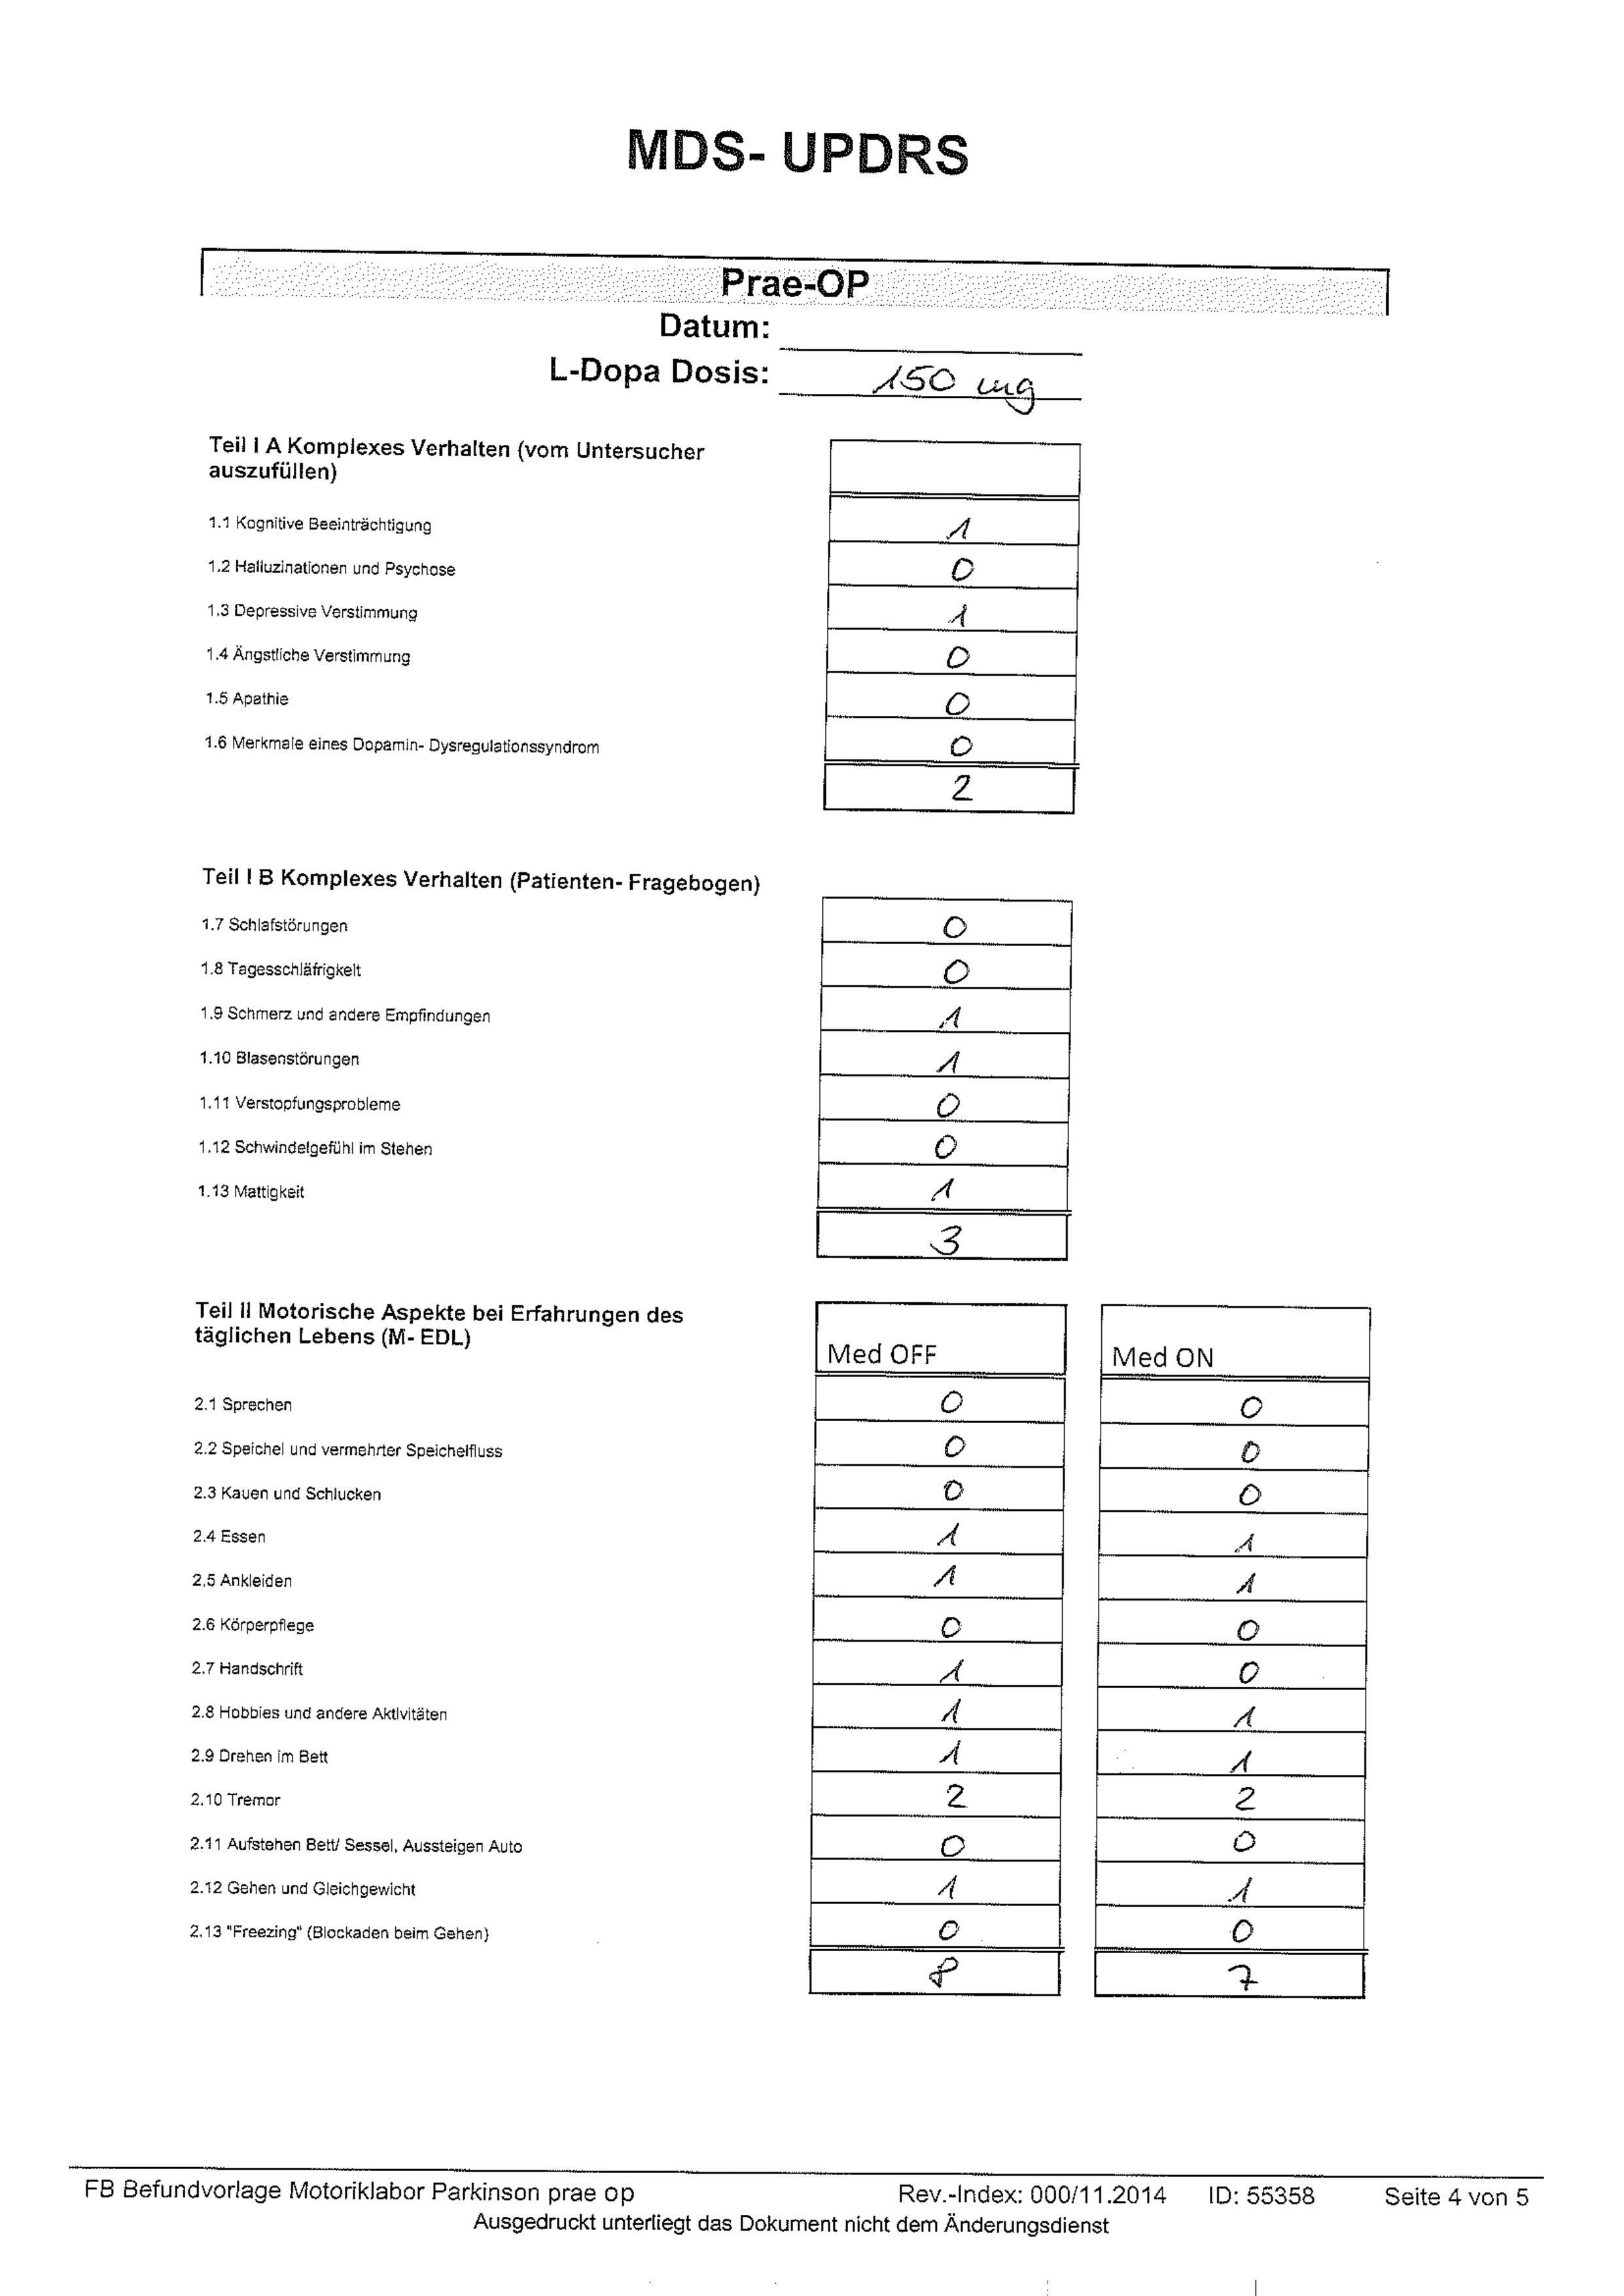 MDS- UPDRS
Prae-OP
Datum:
L-Dopa Dosis: 150 mg
Teil I A Komplexes Verhalten (vom Untersucher
auszufüllen)
1.1 Kognitive Beeinträchtigung 1
1.2 Halluzinationen und Psychose 0
1.3 Depressive Verstimmung 1
1.4 Ängstliche Verstimmung 0
1.5 Apathie 0
1.6 Merkmale eines Dopamin- Dysregulationssyndrom 0
2
Teil I B Komplexes Verhalten (Patienten- Fragebogen)
1.7 Schlafstörungen 0
1.8 Tagesschläfrigkeit 0
1.9 Schmerz und andere Empfindungen 1
1.10 Blasenstörungen 1
1.11 Verstopfungsprobleme 0
1.12 Schwindelgefühl im Stehen 0
1.13 Mattigkeit 1
3
Teil II Motorische Aspekte bei Erfahrungen des
täglichen Lebens (M- EDL)
Med OFF Med ON
2.1 Sprechen 0 0
2.2 Speichel und vermehrter Speichelfluss 0 0
2.3 Kauen und Schlucken 0 0
2.4 Essen 1 1
2.5 Ankleiden 1 1
2.6 Körperpflege 0 0
2.7 Handschrift 1 0
2.8 Hobbies und andere Aktivitäten 1 1
2.9 Drehen im Bett 1 1
2.10 Tremor 2 2
2.11 Aufstehen Bett/ Sessel, Aussteigen Auto 0 0
2.12 Gehen und Gleichgewicht 1 1
2.13 "Freezing" (Blockaden beim Gehen) 0 0
8 7
FB Befundvorlage Motoriklabor Parkinson prae op Rev.-Index: 000/11.2014 ID: 55358 Seite 4 von 5
Ausgedruckt unterliegt das Dokument nicht dem Änderungsdienst